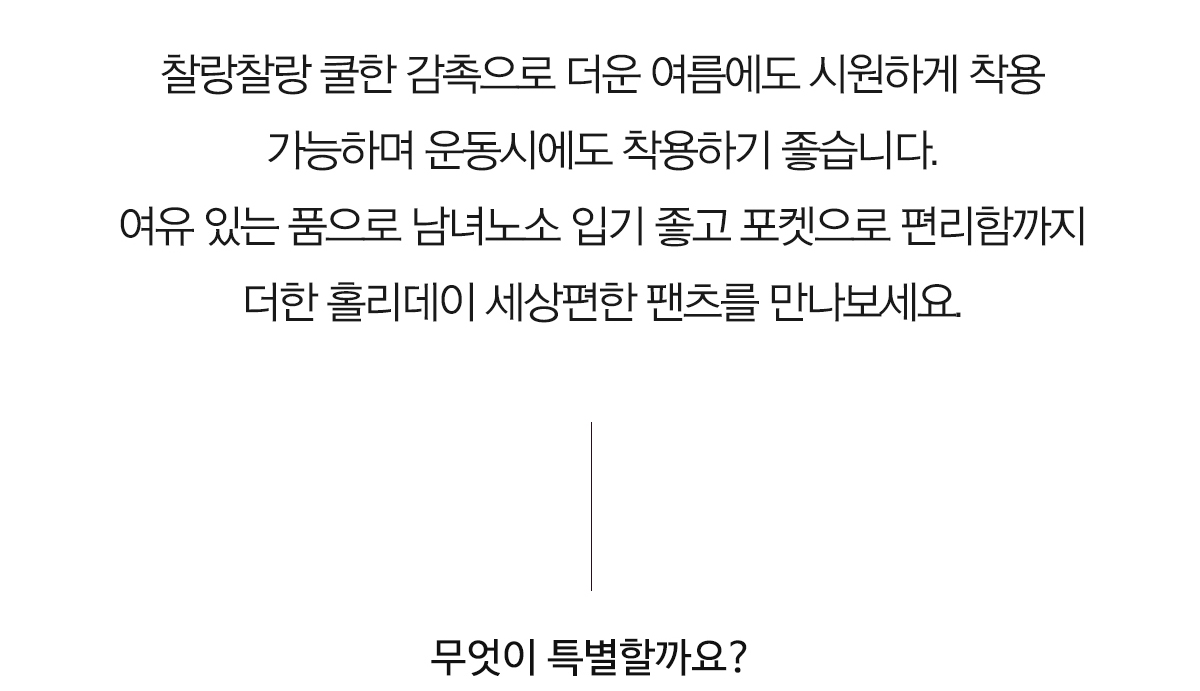 찰랑찰랑 쿨한 감촉으로 더운 여름에도 시원하게 착용
가능하며 운동시에도 착용하기 좋습니다.
여유 있는 품으로 남녀노소 입기 좋고 포켓으로 편리함까지
더한 홀리데이 세상편한 팬츠를 만나보세요.
무엇이 특별할까요?